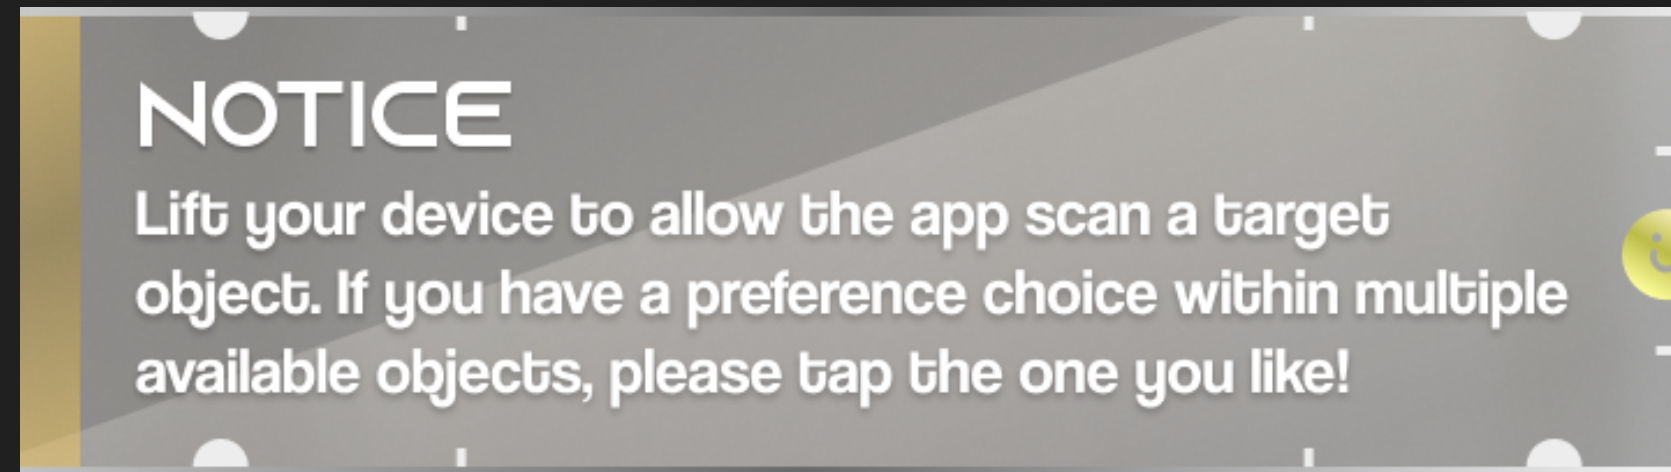 NOTICE
Lift your device to allow the app scan a target
object. If you have a preference choice within multiple
available objects, please tap the one you like!